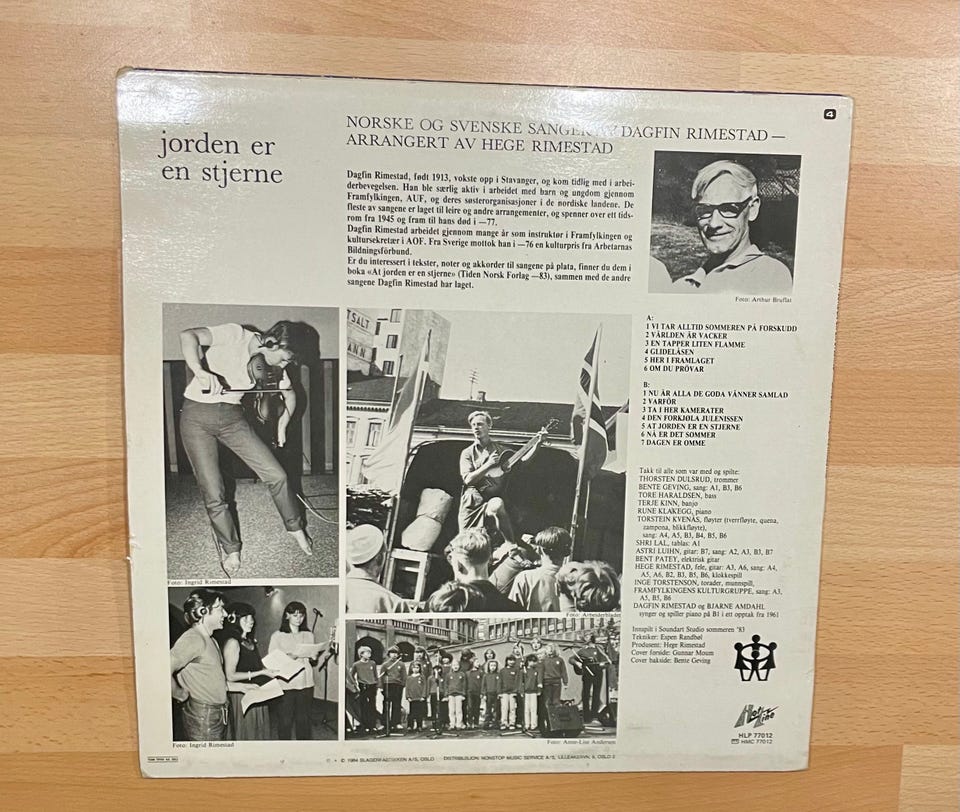 4
jorden er
en stjerne
NORSKE OG SVENSKE SANGER AV DAGFIN RIMESTAD —
ARRANGERT AV HEGE RIMESTAD
Dagfin Rimestad, født 1913, vokste opp i Stavanger, og kom tidlig med i arbei-
derbevegelsen. Han ble særlig aktiv i arbeidet med barn og ungdom gjennom
Framfylkingen, AUF, og deres søsterorganisasjoner i de nordiske landene. De
fleste av sangene er laget til leire og andre arrangementer, og spenner over ett tids-
rom fra 1945 og fram til hans død i —77.
Dagfin Rimestad arbeidet gjennom mange år som instruktør i Framfylkingen og
kultursekretær i AOF. Fra Sverige mottok han i —76 en kulturpris fra Arbetarnas
Bildningsförbund.
Er du interessert i tekster, noter og akkorder til sangene på plata, finner du dem i
boka «At jorden er en stjerne» (Tiden Norsk Forlag —83), sammen med de andre
sangene Dagfin Rimestad har laget.
Foto: Arthur Bruflat
A:
1 VI TAR ALLTID SOMMEREN PÅ FORSKUDD
2 VÄRLDEN ÄR VACKER
3 EN TAPPER LITEN FLAMME
4 GLIDELÅSEN
5 HER I FRAMLAGET
6 OM DU PRÖVAR
B:
1 NU ÄR ALLA DE GODA VÄNNER SAMLAD
2 VARFÖR
3 TA I HER KAMERATER
4 DEN FORKJØLA JULENISSEN
5 AT JORDEN ER EN STJERNE
6 NÅ ER DET SOMMER
7 DAGEN ER OMME
Takk til alle som var med og spilte:
THORSTEN DULSRUD, trommer
BENTE GEVING, sang: A1, B3, B6
TORE HARALDSEN, bass
TERJE KINN, banjo
RUNE KLAKEGG, piano
TORSTEIN KVENÅS, fløyter (tverrfløyte, quena,
zampona, blikkfløyte),
sang: A4, A5, B3, B4, B5, B6
SHRI LAL, tablas: A1
ASTRI LUIHN, gitar: B7, sang: A2, A3, B3, B7
BENT PATEY, elektrisk gitar
HEGE RIMESTAD, fele, gitar: A3, A6, sang: A4,
A5, A6, B2, B3, B5, B6, klokkespill
INGE TORSTENSON, torader, munnspill,
FRAMFYLKINGENS KULTURGRUPPE, sang: A3,
A5, B5, B6
DAGFIN RIMESTAD og BJARNE AMDAHL
synger og spiller piano på B1 i ett opptak fra 1961
Innspilt i Soundart Studio sommeren '83
Tekniker: Espen Randbøl
Produsent: Hege Rimestad
Cover forside: Gunnar Moum
Cover bakside: Bente Geving
SALT
Foto: Ingrid Rimestad
Foto: Arbeiderbladet
Foto: Ingrid Rimestad
Foto: Anne-Lise Andersen
Hot Line
HLP 77012
HMC 77012
© 1984 SLAGERFABRIKKEN A/S, OSLO DISTRIBUSJON: NONSTOP MUSIC SERVICE A/S, ULLEAKERVN. 9, OSLO 2